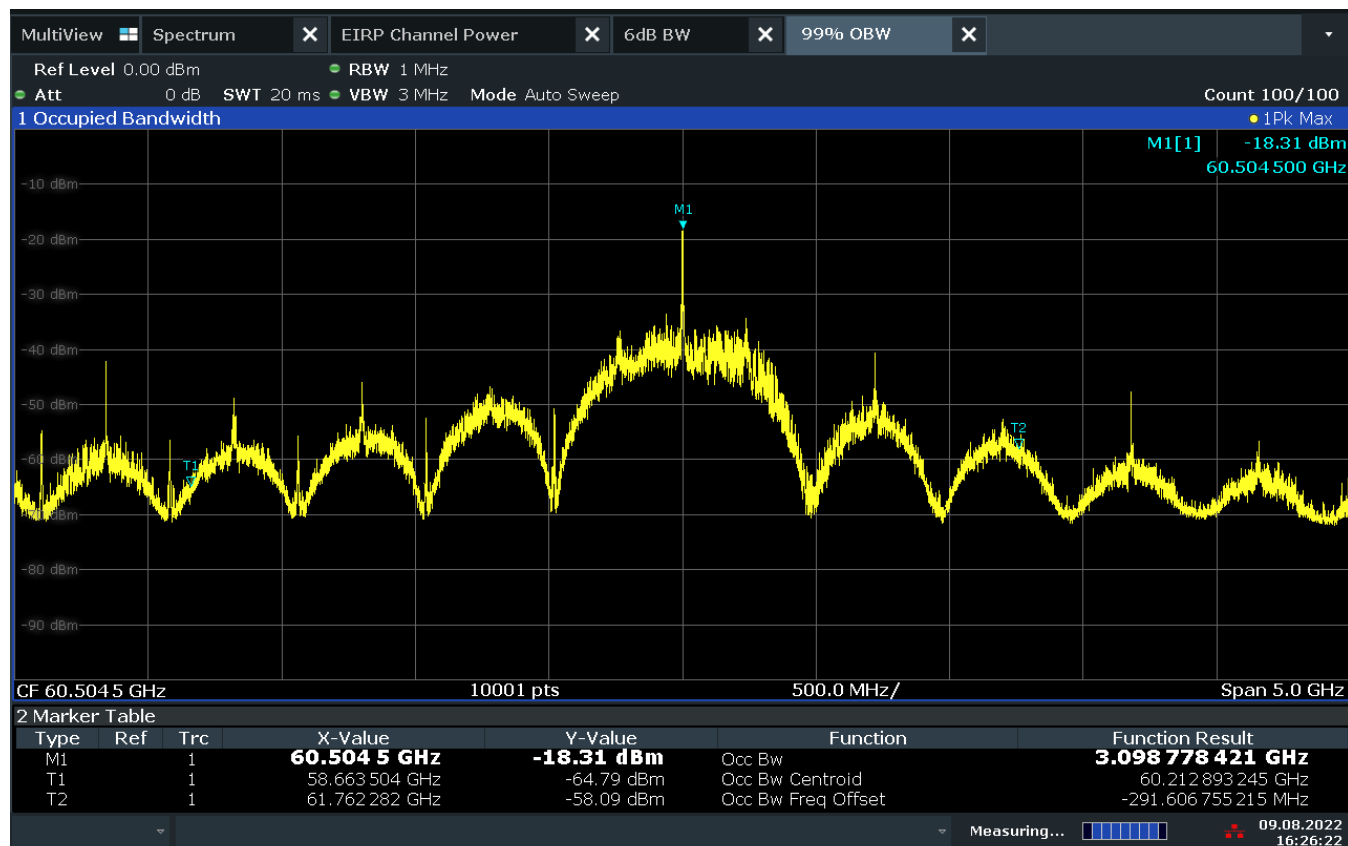 MultiView Spectrum EIRP Channel Power 6dB BW 99% OBW
Ref Level 0.00 dBm RBW 1 MHz
Att 0 dB SWT 20 ms VBW 3 MHz Mode Auto Sweep Count 100/100
1 Occupied Bandwidth 1Pk Max
M1[1] -18.31 dBm
60.504500 GHz
-10 dBm
M1
-20 dBm
-30 dBm
-40 dBm
-50 dBm
T2
T1
-60 dBm
-70 dBm
-80 dBm
-90 dBm
CF 60.5045 GHz 10001 pts 500.0 MHz/ Span 5.0 GHz
2 Marker Table
Type Ref Trc X-Value Y-Value Function Function Result
M1 1 60.504 5 GHz -18.31 dBm Occ Bw 3.098 778 421 GHz
T1 1 58.663 504 GHz -64.79 dBm Occ Bw Centroid 60.212 893 245 GHz
T2 1 61.762 282 GHz -58.09 dBm Occ Bw Freq Offset -291.606 755 215 MHz
Measuring... 09.08.2022
16:26:22